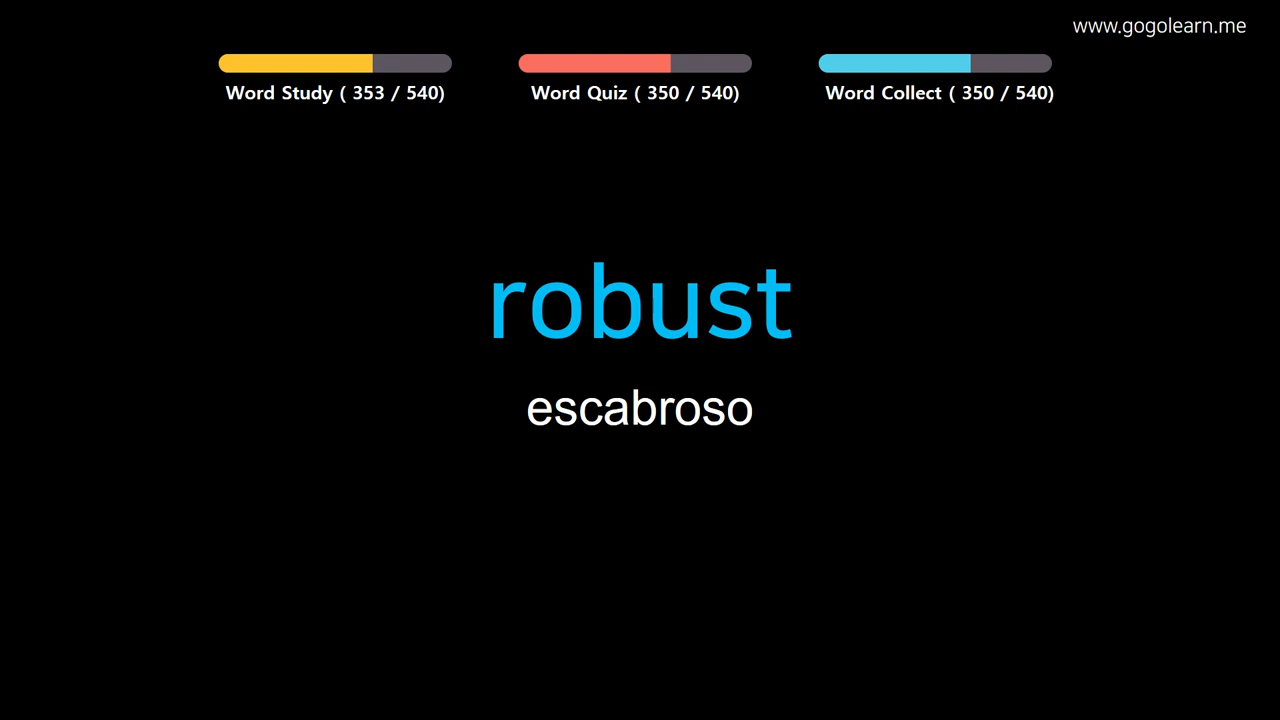 www.gogolearn.me
Word Study ( 353 / 540)
Word Quiz ( 350 / 540)
Word Collect ( 350 / 540)
robust
escabroso